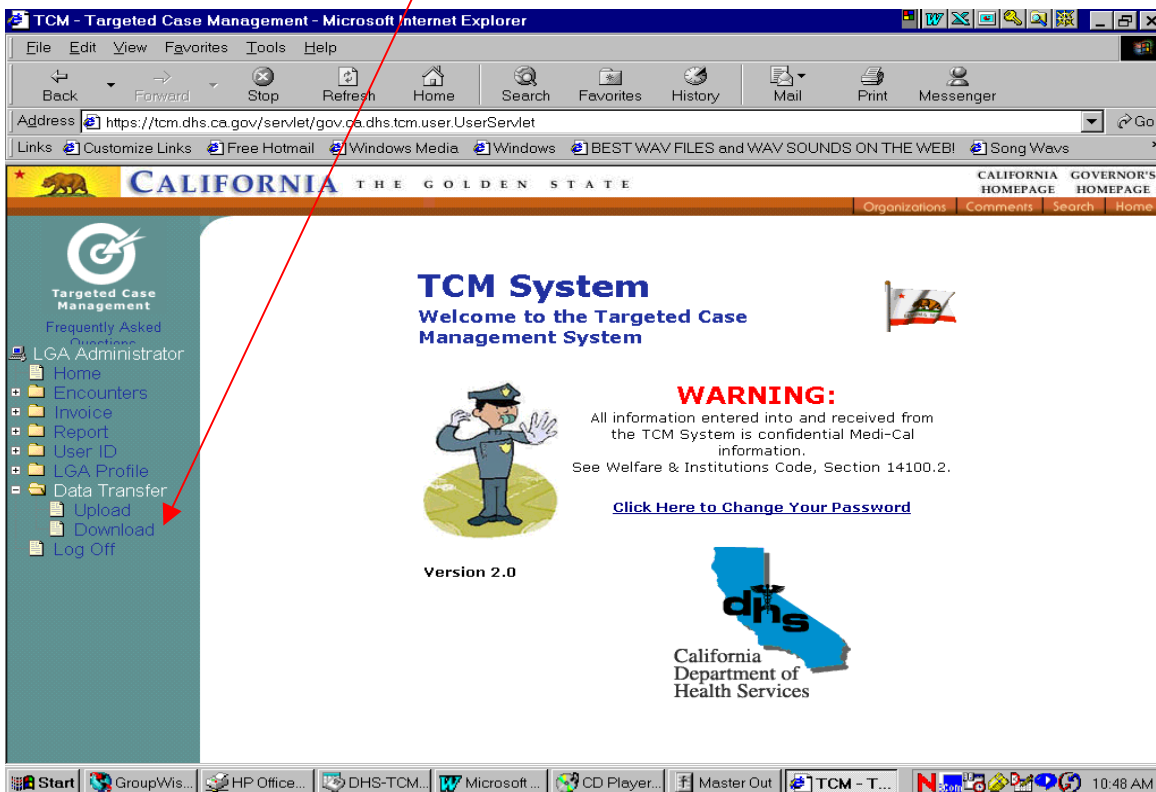 TCM - Targeted Case Management - Microsoft Internet Explorer
File Edit View Favorites Tools Help
Back Forward Stop Refresh Home Search Favorites History Mail Print Messenger
Address https://tcm.dhs.ca.gov/servlet/gov.ca.dhs.tcm.user.UserServlet Go
Links Customize Links Free Hotmail Windows Media Windows BEST WAV FILES and WAV SOUNDS ON THE WEB! Song Wavs
CALIFORNIA THE GOLDEN STATE
CALIFORNIA HOMEPAGE
GOVERNOR'S HOMEPAGE
Organizations Comments Search Home
Targeted Case
Management
Frequently Asked
Questions
LGA Administrator
Home
Encounters
Invoice
Report
User ID
LGA Profile
Data Transfer
Upload
Download
Log Off
TCM System
Welcome to the Targeted Case
Management System
WARNING:
All information entered into and received from
the TCM System is confidential Medi-Cal
information.
See Welfare & Institutions Code, Section 14100.2.
Click Here to Change Your Password
Version 2.0
dhs
California
Department of
Health Services
Start GroupWis... HP Office... DHS-TCM... Microsoft ... CD Player... Master Out TCM - T... 10:48 AM